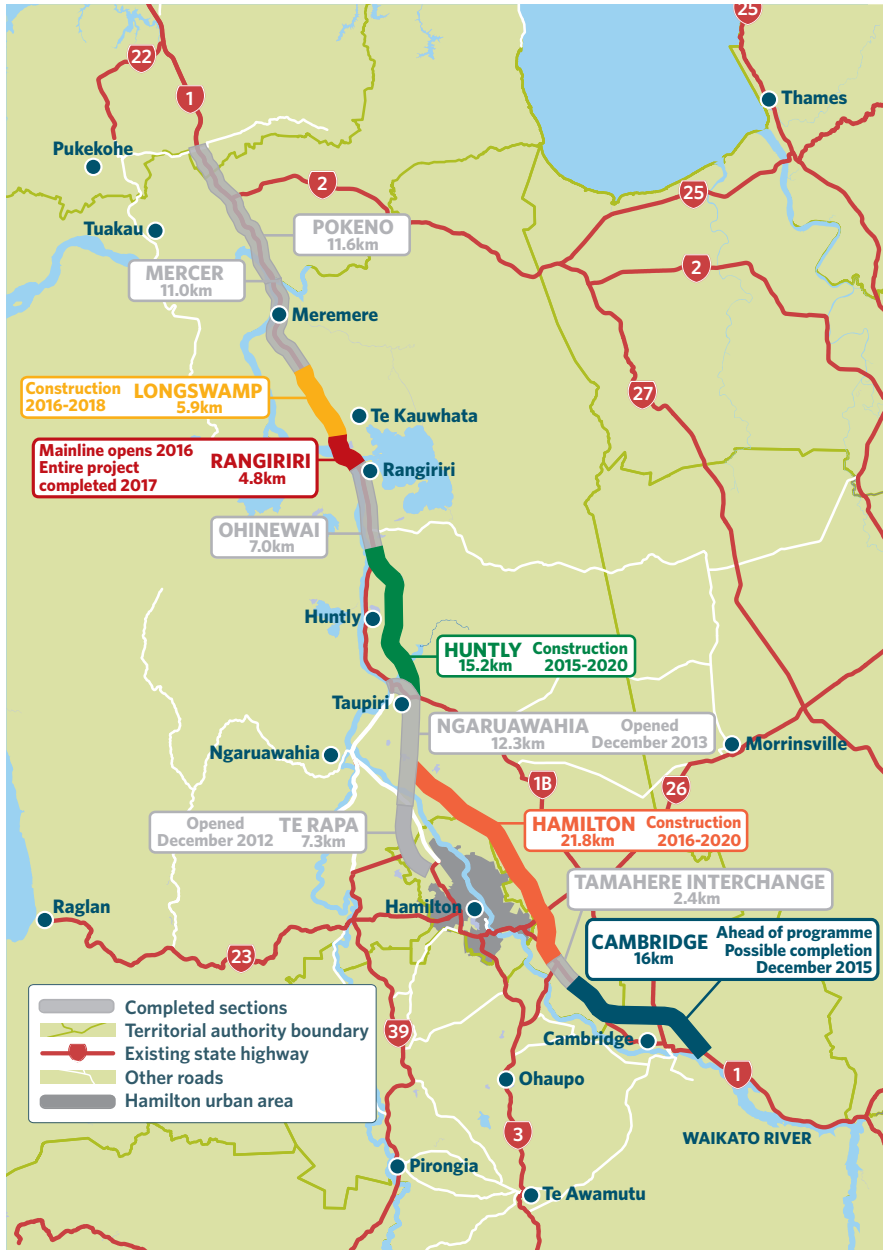 25
22
1
Thames
Pukekohe
2
25
Tuakau
POKENO
11.6km
MERCER
11.0km
2
Meremere
27
Construction
2016-2018
LONGSWAMP
5.9km
Te Kauwhata
Mainline opens 2016
Entire project
completed 2017
RANGIRIRI
4.8km
Rangiriri
OHINEWAI
7.0km
Huntly
HUNTLY
15.2km
Construction
2015-2020
Taupiri
NGARUAWAHIA
12.3km
Opened
December 2013
Ngaruawahia
Morrinsville
1B
26
Opened
December 2012
TE RAPA
7.3km
HAMILTON
21.8km
Construction
2016-2020
TAMAHERE INTERCHANGE
2.4km
Raglan
Hamilton
23
CAMBRIDGE
16km
Ahead of programme
Possible completion
December 2015
Completed sections
Territorial authority boundary
Existing state highway
Other roads
Hamilton urban area
39
Cambridge
1
Ohaupo
3
WAIKATO RIVER
Pirongia
Te Awamutu